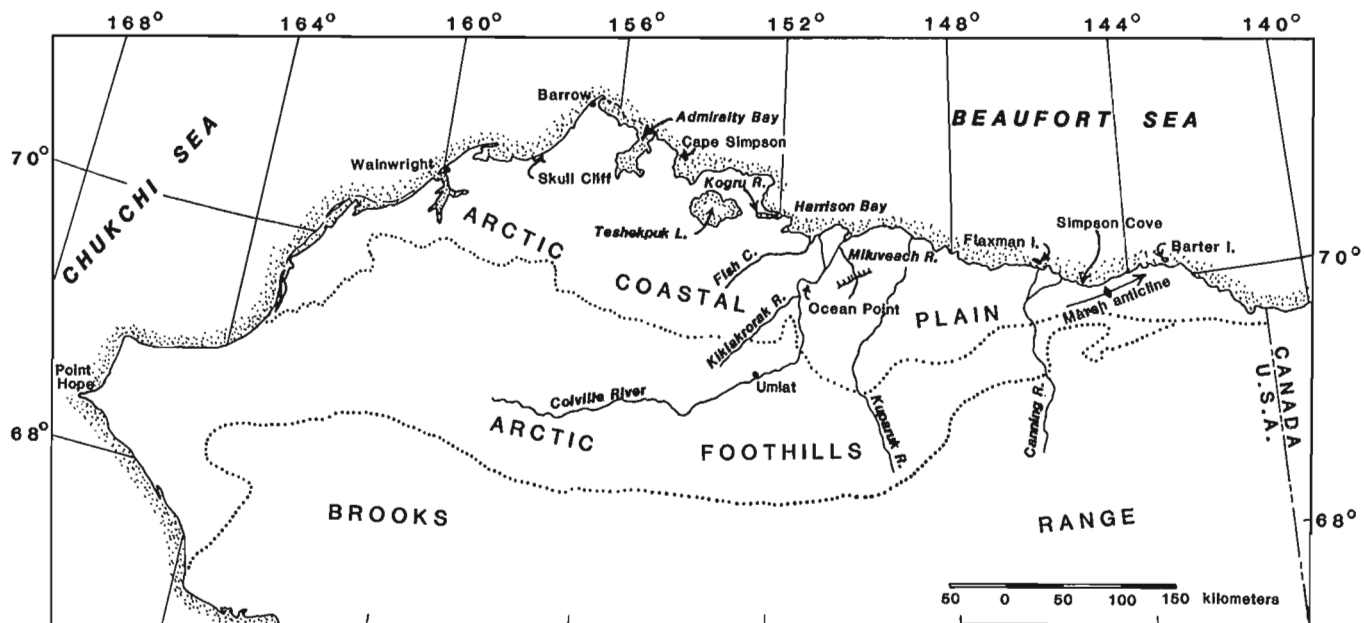 168° 164° 160° 156° 152° 148° 144° 140°
Barrow
Admiralty Bay
BEAUFORT SEA
CHUKCHI SEA
Cape Simpson
70°
Wainwright
Skull Cliff
Kogru R.
Teshekpuk L.
Harrison Bay
Simpson Cove
Flaxman I.
Barter I.
70°
ARCTIC
COASTAL
PLAIN
Fish C.
Miluveach R.
Ocean Point
Marsh anticline
Kikiakrorak R.
Point
Hope
Umiat
Colville River
Kuparuk R.
Canning R.
CANADA
U.S.A.
68°
ARCTIC
FOOTHILLS
BROOKS
RANGE
68°
50 0 50 100 150 kilometers